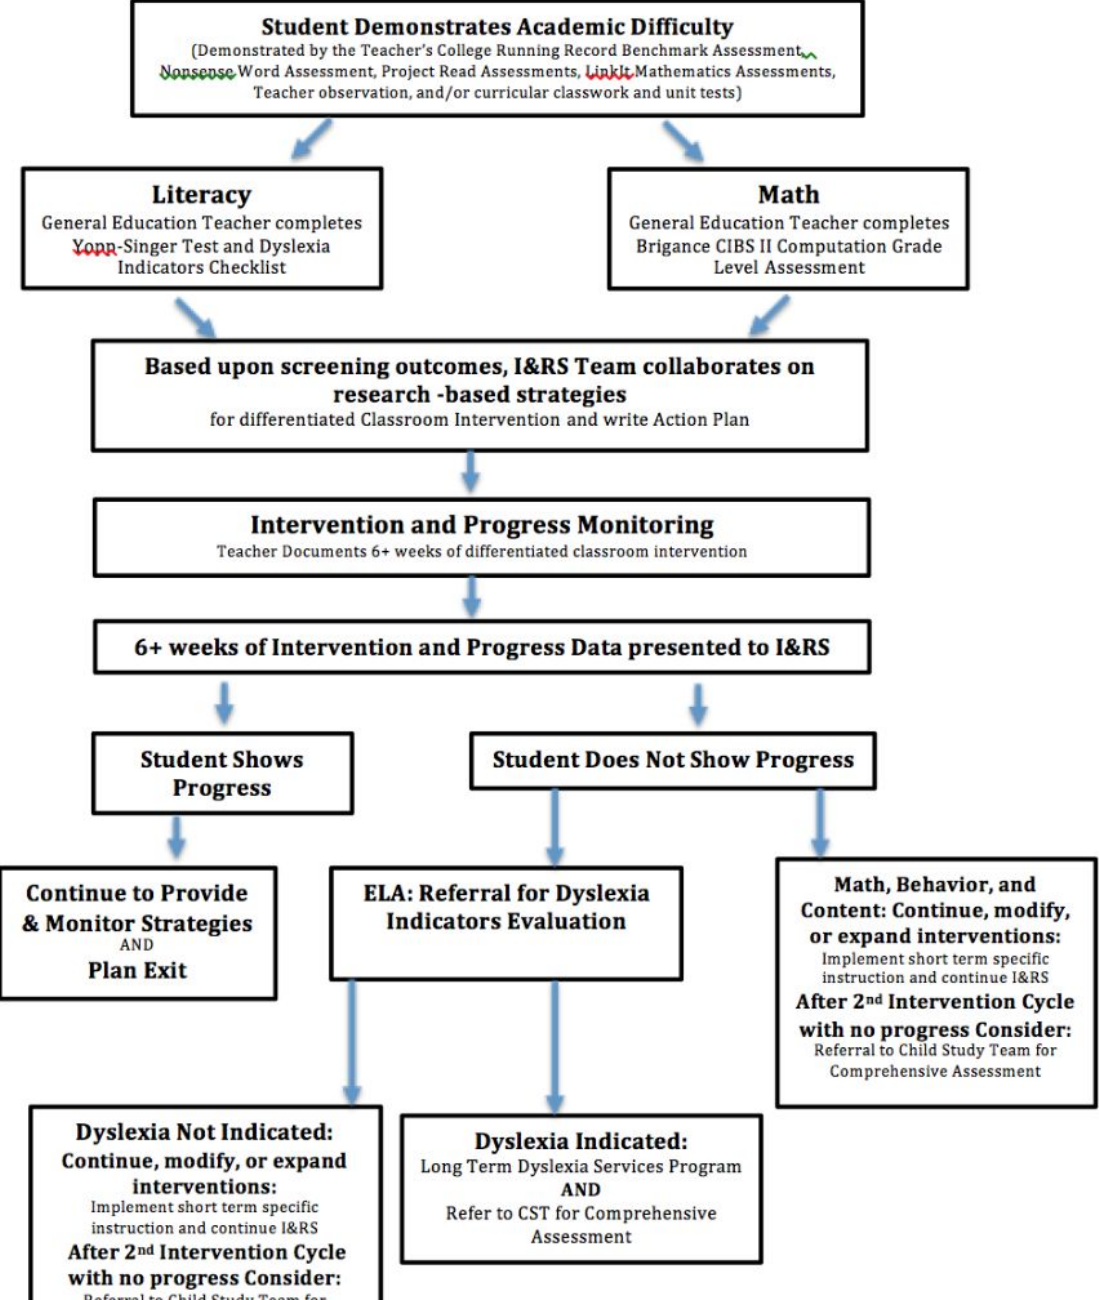 Student Demonstrates Academic Difficulty
(Demonstrated by the Teacher's College Running Record Benchmark Assessment,
Nonsense Word Assessment, Project Read Assessments, LinkIt Mathematics Assessments,
Teacher observation, and/or curricular classwork and unit tests)
Literacy
General Education Teacher completes
Yopp-Singer Test and Dyslexia
Indicators Checklist
Math
General Education Teacher completes
Brigance CIBS II Computation Grade
Level Assessment
Based upon screening outcomes, I&RS Team collaborates on
research -based strategies
for differentiated Classroom Intervention and write Action Plan
Intervention and Progress Monitoring
Teacher Documents 6+ weeks of differentiated classroom intervention
6+ weeks of Intervention and Progress Data presented to I&RS
Student Shows
Progress
Student Does Not Show Progress
Continue to Provide
& Monitor Strategies
AND
Plan Exit
ELA: Referral for Dyslexia
Indicators Evaluation
Math, Behavior, and
Content: Continue, modify,
or expand interventions:
Implement short term specific
instruction and continue I&RS
After 2nd Intervention Cycle
with no progress Consider:
Referral to Child Study Team for
Comprehensive Assessment
Dyslexia Not Indicated:
Continue, modify, or expand
interventions:
Implement short term specific
instruction and continue I&RS
After 2nd Intervention Cycle
with no progress Consider:
Referral to Child Study Team for
Dyslexia Indicated:
Long Term Dyslexia Services Program
AND
Refer to CST for Comprehensive
Assessment